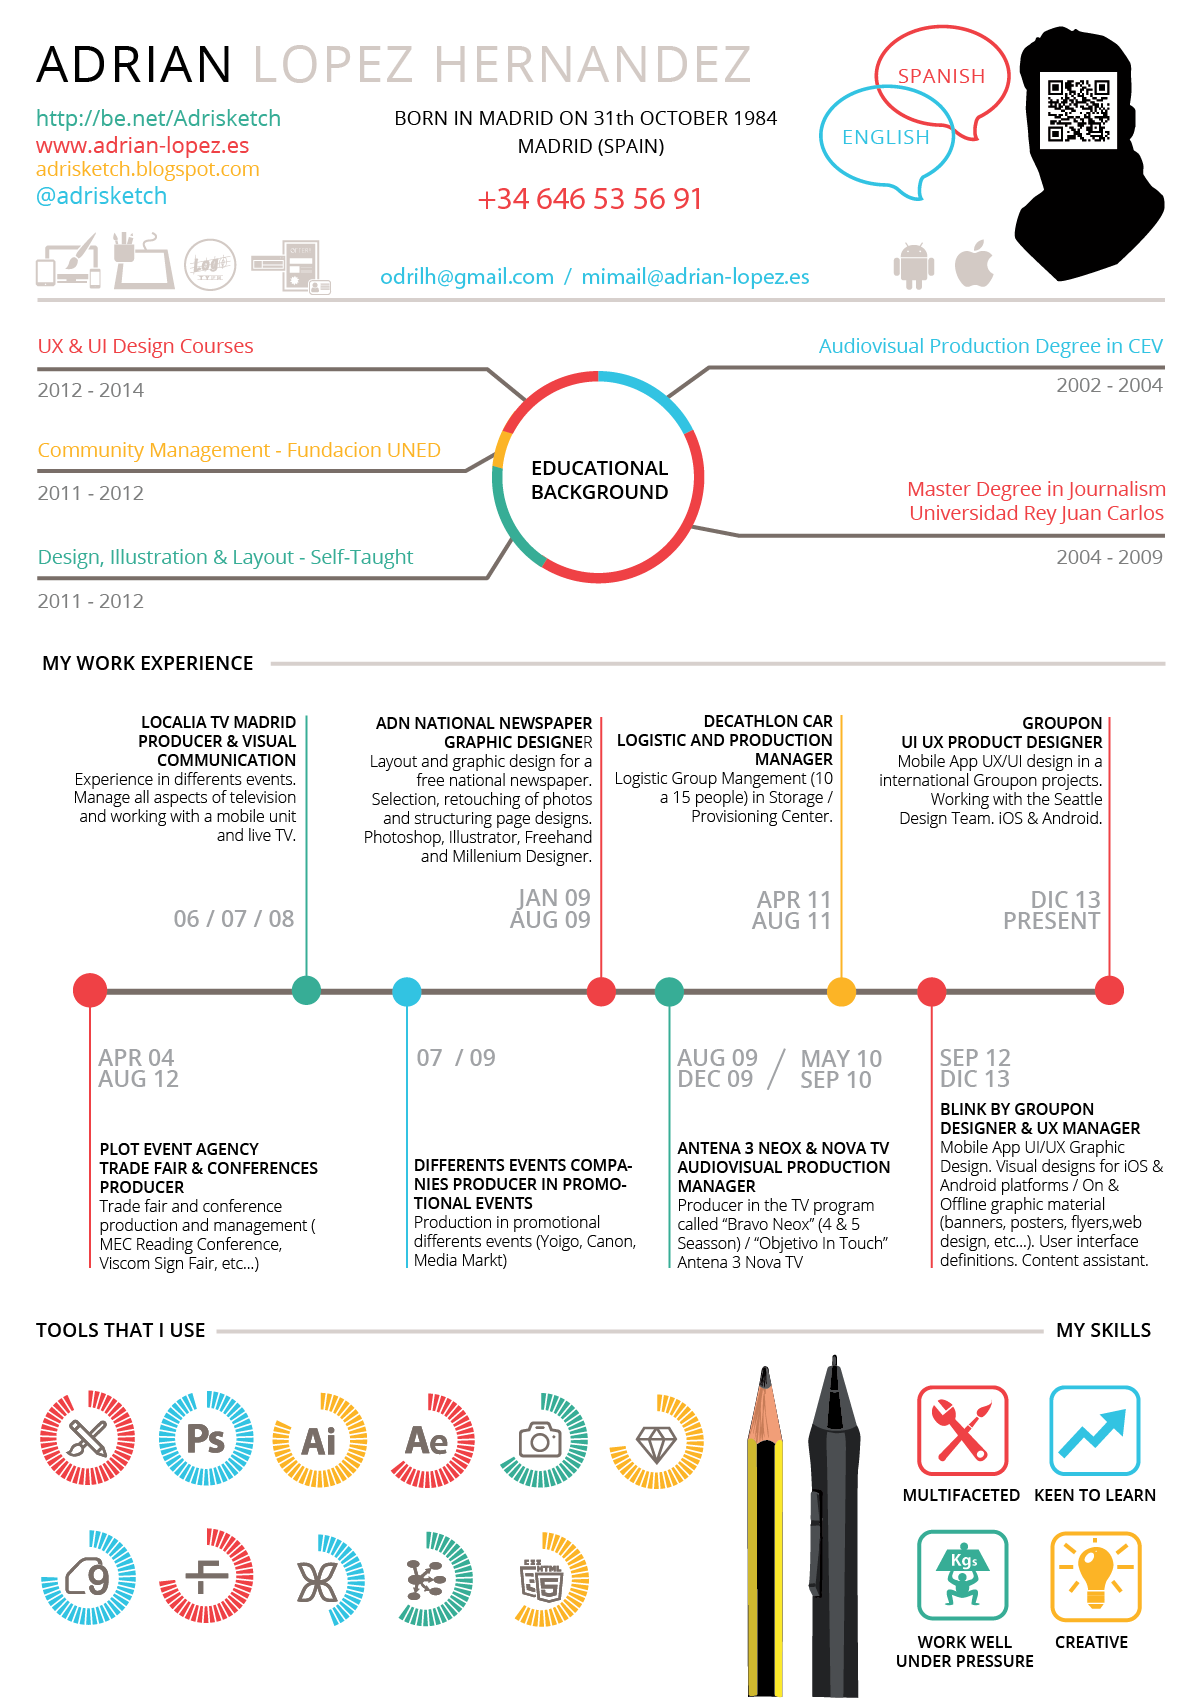 ADRIAN LOPEZ HERNANDEZ
http://be.net/Adrisketch
www.adrian-lopez.es
adrisketch.blogspot.com
@adrisketch
BORN IN MADRID ON 31th OCTOBER 1984
MADRID (SPAIN)
+34 646 53 56 91
odrilh@gmail.com / mimail@adrian-lopez.es
SPANISH
ENGLISH
Logo
UX & UI Design Courses
2012 - 2014
Community Management - Fundacion UNED
2011 - 2012
Design, Illustration & Layout - Self-Taught
2011 - 2012
EDUCATIONAL
BACKGROUND
Audiovisual Production Degree in CEV
2002 - 2004
Master Degree in Journalism
Universidad Rey Juan Carlos
2004 - 2009
MY WORK EXPERIENCE
LOCALIA TV MADRID
PRODUCER & VISUAL
COMMUNICATION
Experience in differents events.
Manage all aspects of television
and working with a mobile unit
and live TV.
06 / 07 / 08
ADN NATIONAL NEWSPAPER
GRAPHIC DESIGNER
Layout and graphic design for a
free national newspaper.
Selection, retouching of photos
and structuring page designs.
Photoshop, Illustrator, Freehand
and Millenium Designer.
JAN 09
AUG 09
DECATHLON CAR
LOGISTIC AND PRODUCTION
MANAGER
Logistic Group Mangement (10
a 15 people) in Storage /
Provisioning Center.
APR 11
AUG 11
GROUPON
UI UX PRODUCT DESIGNER
Mobile App UX/UI design in a
international Groupon projects.
Working with the Seattle
Design Team. iOS & Android.
DIC 13
PRESENT
APR 04
AUG 12
PLOT EVENT AGENCY
TRADE FAIR & CONFERENCES
PRODUCER
Trade fair and conference
production and management (
MEC Reading Conference,
Viscom Sign Fair, etc...)
07 / 09
DIFFERENTS EVENTS COMPA-
NIES PRODUCER IN PROMO-
TIONAL EVENTS
Production in promotional
differents events (Yoigo, Canon,
Media Markt)
AUG 09 / MAY 10
DEC 09 SEP 10
ANTENA 3 NEOX & NOVA TV
AUDIOVISUAL PRODUCTION
MANAGER
Producer in the TV program
called “Bravo Neox” (4 & 5
Seasson) / “Objetivo In Touch”
Antena 3 Nova TV
SEP 12
DIC 13
BLINK BY GROUPON
DESIGNER & UX MANAGER
Mobile App UI/UX Graphic
Design. Visual designs for iOS &
Android platforms / On &
Offline graphic material
(banners, posters, flyers,web
design, etc...). User interface
definitions. Content assistant.
TOOLS THAT I USE
Ps
Ai
Ae
9
CSS HTML
3 5
MY SKILLS
MULTIFACETED
KEEN TO LEARN
Kgs
WORK WELL
UNDER PRESSURE
CREATIVE